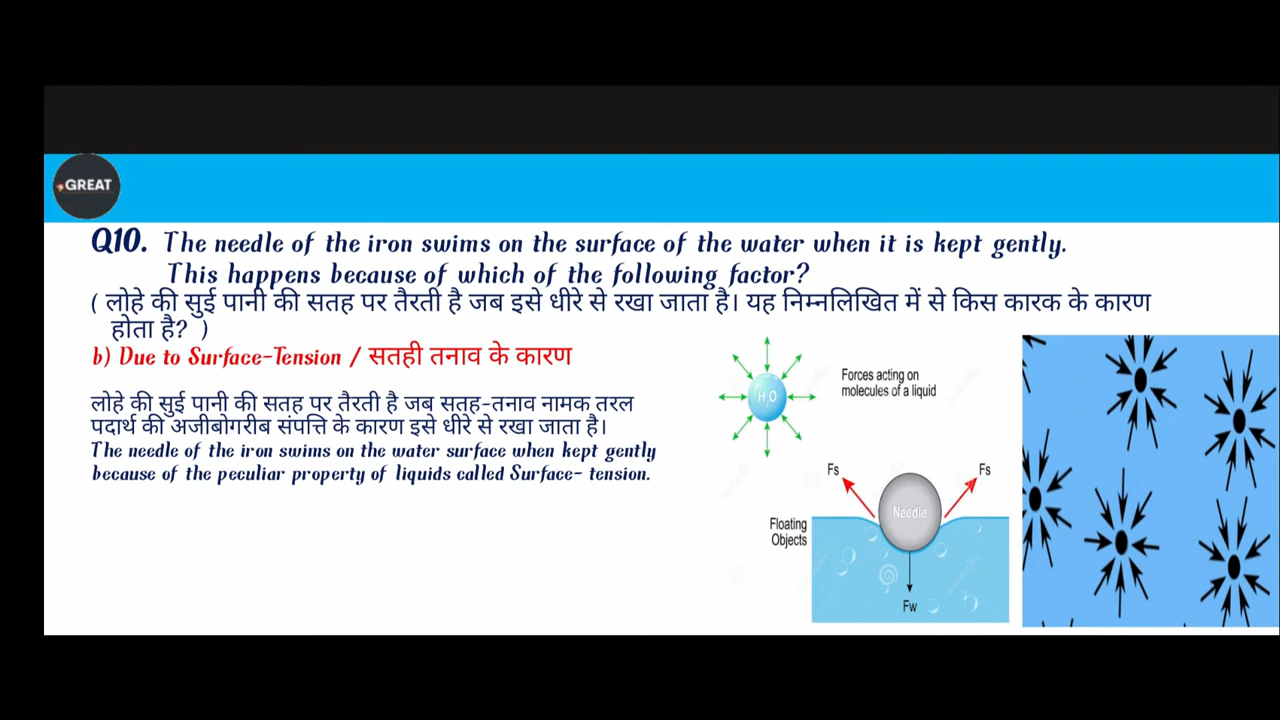 GREAT
Q10. The needle of the iron swims on the surface of the water when it is kept gently.
This happens because of which of the following factor?
( लोहे की सुई पानी की सतह पर तैरती है जब इसे धीरे से रखा जाता है। यह निम्नलिखित में से किस कारक के कारण
होता है? )
b) Due to Surface-Tension / सतही तनाव के कारण
लोहे की सुई पानी की सतह पर तैरती है जब सतह-तनाव नामक तरल
पदार्थ की अजीबोगरीब संपत्ति के कारण इसे धीरे से रखा जाता है।
The needle of the iron swims on the water surface when kept gently
because of the peculiar property of liquids called Surface- tension.
H2O
Forces acting on
molecules of a liquid
Fs
Fs
Needle
Floating
Objects
Fw